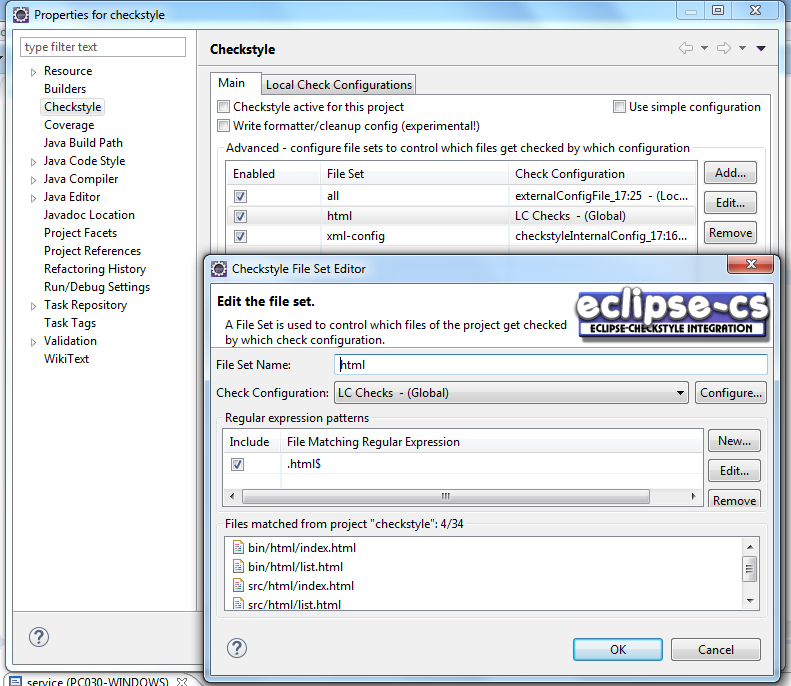 Properties for checkstyle
type filter text
Resource
Builders
Checkstyle
Coverage
Java Build Path
Java Code Style
Java Compiler
Java Editor
Javadoc Location
Project Facets
Project References
Refactoring History
Run/Debug Settings
Task Repository
Task Tags
Validation
WikiText
Checkstyle
Main
Local Check Configurations
Checkstyle active for this project
Use simple configuration
Write formatter/cleanup config (experimental!)
Advanced - configure file sets to control which files get checked by which configuration
Enabled File Set Check Configuration
all externalConfigFile_17:25 - (Loc...
html LC Checks - (Global)
xml-config checkstyleInternalConfig_17:16...
Add...
Edit...
Remove
Checkstyle File Set Editor
Edit the file set.
A File Set is used to control which files of the project get checked
by which check configuration.
eclipse-cs
ECLIPSE-CHECKSTYLE INTEGRATION
File Set Name: html
Check Configuration: LC Checks - (Global) Configure...
Regular expression patterns
Include File Matching Regular Expression
.html$
New...
Edit...
Remove
Files matched from project "checkstyle": 4/34
bin/html/index.html
bin/html/list.html
src/html/index.html
src/html/list.html
OK Cancel
service (PC030-WINDOWS)